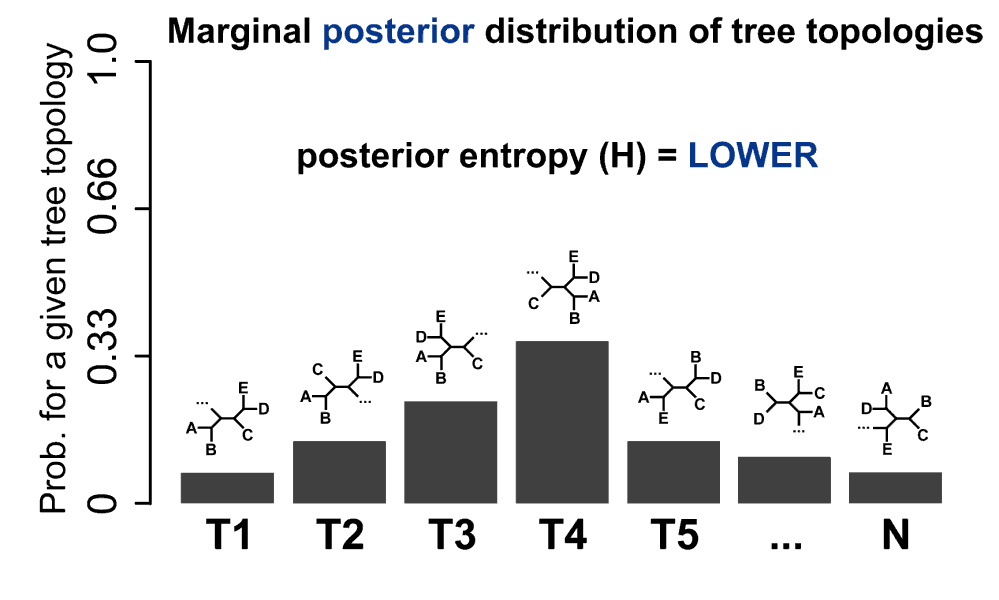 Marginal posterior distribution of tree topologies
posterior entropy (H) = LOWER
Prob. for a given tree topology
1.0
0.66
0.33
0
... E D A B C
C E D A B ...
E D A B ... C
... E D A B C
... B D A E C
B E C D A ...
A D ... E B C
T1 T2 T3 T4 T5 ... N